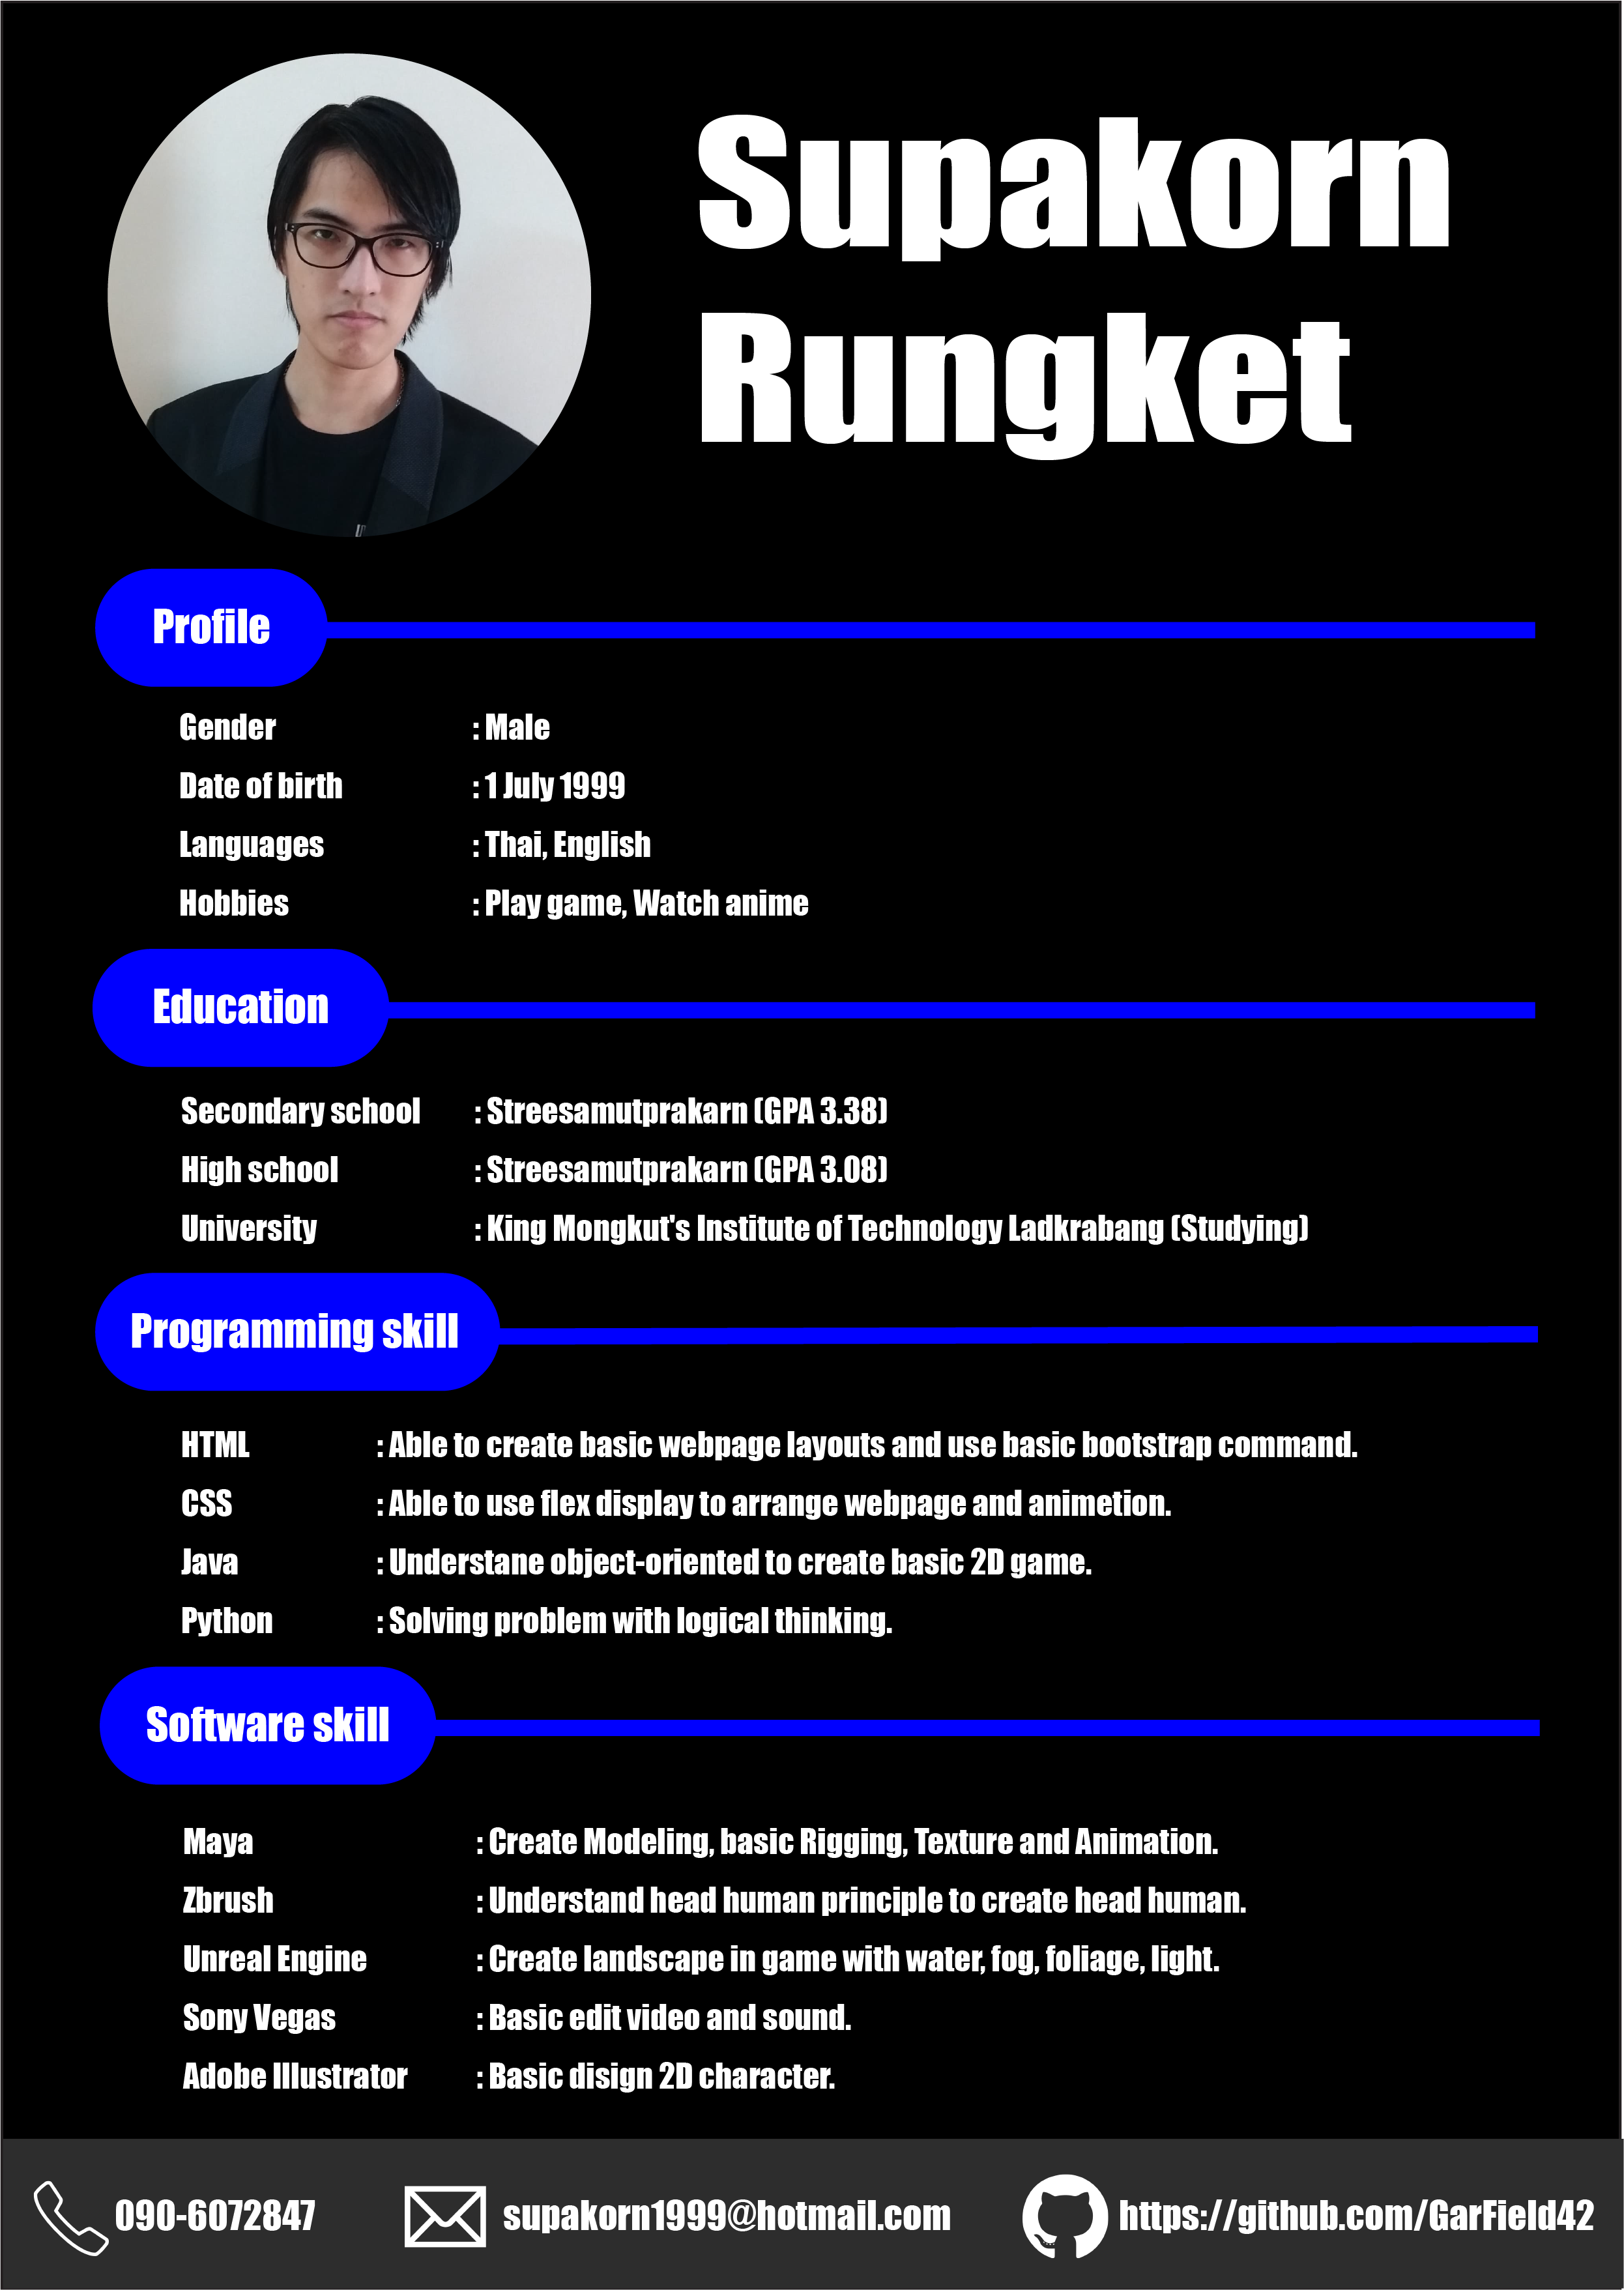 Supakorn
Rungket
Profile
Gender : Male
Date of birth : 1 July 1999
Languages : Thai, English
Hobbies : Play game, Watch anime
Education
Secondary school : Streesamutprakarn (GPA 3.38)
High school : Streesamutprakarn (GPA 3.08)
University : King Mongkut's Institute of Technology Ladkrabang (Studying)
Programming skill
HTML : Able to create basic webpage layouts and use basic bootstrap command.
CSS : Able to use flex display to arrange webpage and animetion.
Java : Understane object-oriented to create basic 2D game.
Python : Solving problem with logical thinking.
Software skill
Maya : Create Modeling, basic Rigging, Texture and Animation.
Zbrush : Understand head human principle to create head human.
Unreal Engine : Create landscape in game with water, fog, foliage, light.
Sony Vegas : Basic edit video and sound.
Adobe Illustrator : Basic disign 2D character.
090-6072847 supakorn1999@hotmail.com https://github.com/GarField42